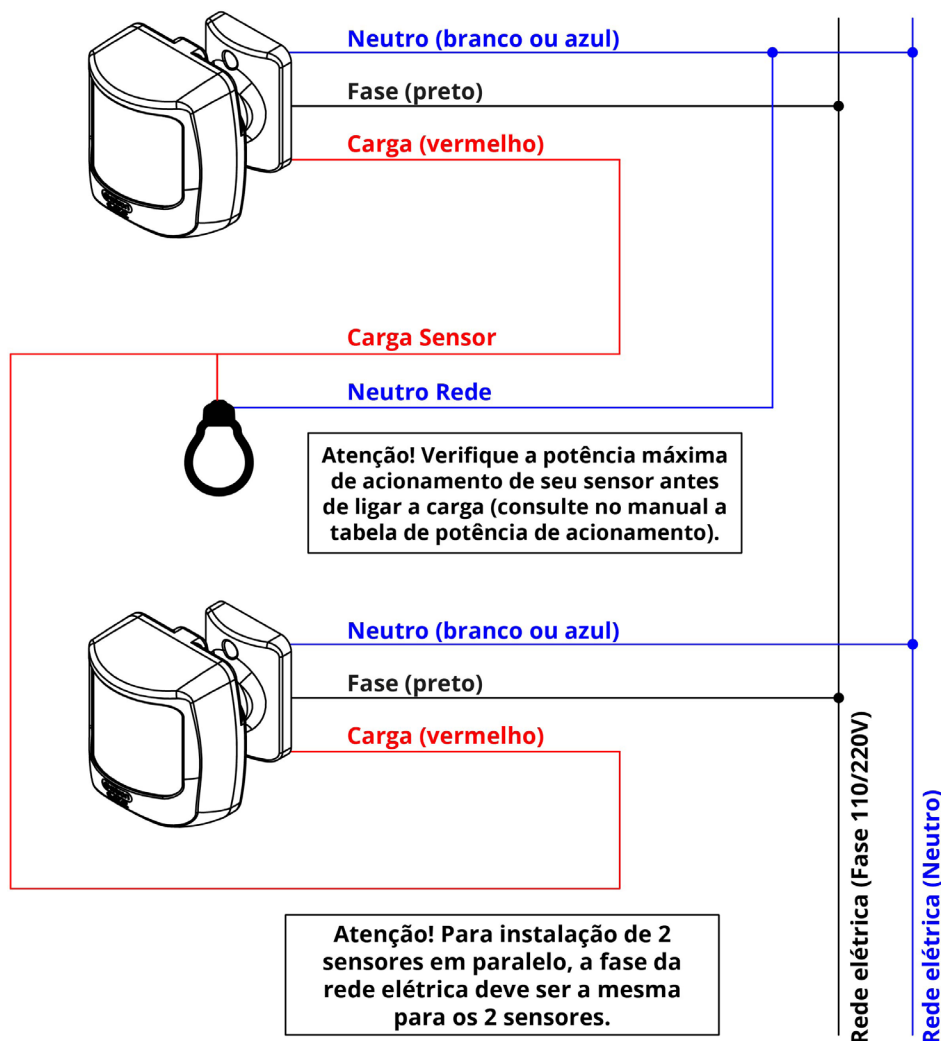 Neutro (branco ou azul)
Fase (preto)
Carga (vermelho)
Carga Sensor
Neutro Rede
Atenção! Verifique a potência máxima
de acionamento de seu sensor antes
de ligar a carga (consulte no manual a
tabela de potência de acionamento).
Neutro (branco ou azul)
Fase (preto)
Carga (vermelho)
Rede elétrica (Fase 110/220V)
Rede elétrica (Neutro)
Atenção! Para instalação de 2
sensores em paralelo, a fase da
rede elétrica deve ser a mesma
para os 2 sensores.